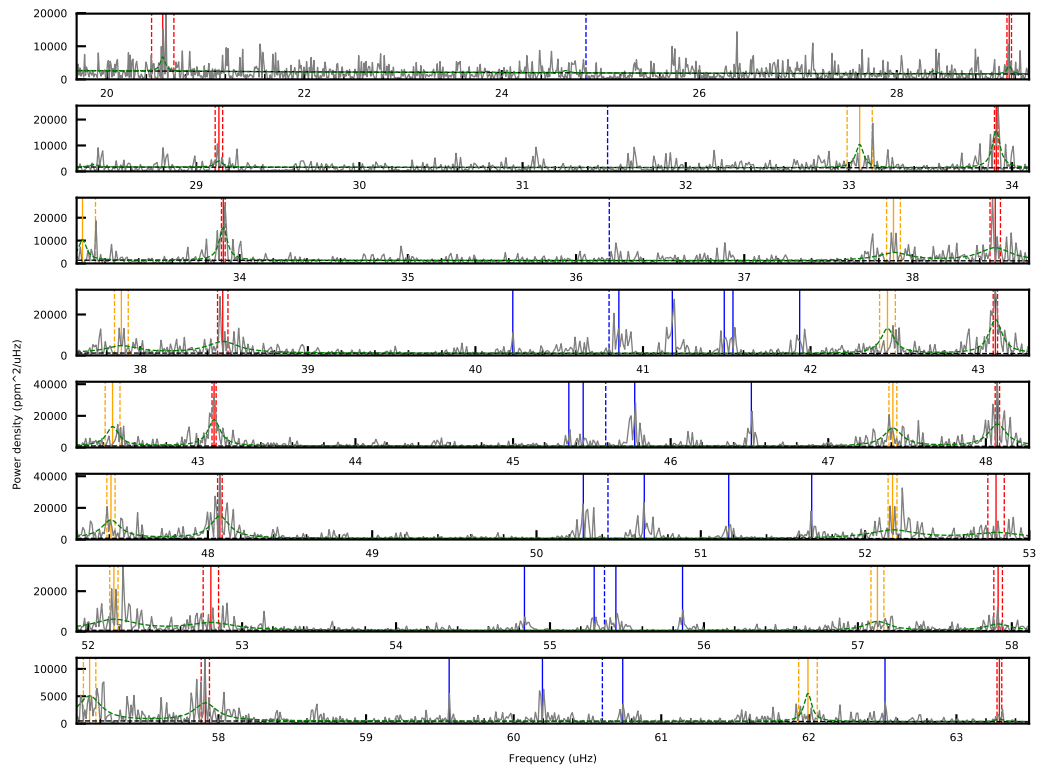 20000
10000
0
20 22 24 26 28
20000
10000
0
29 30 31 32 33 34
20000
10000
0
34 35 36 37 38
20000
0
38 39 40 41 42 43
40000
20000
0
43 44 45 46 47 48
40000
20000
0
48 49 50 51 52 53
20000
0
52 53 54 55 56 57 58
10000
5000
0
58 59 60 61 62 63
Power density (ppm^2/uHz)
Frequency (uHz)